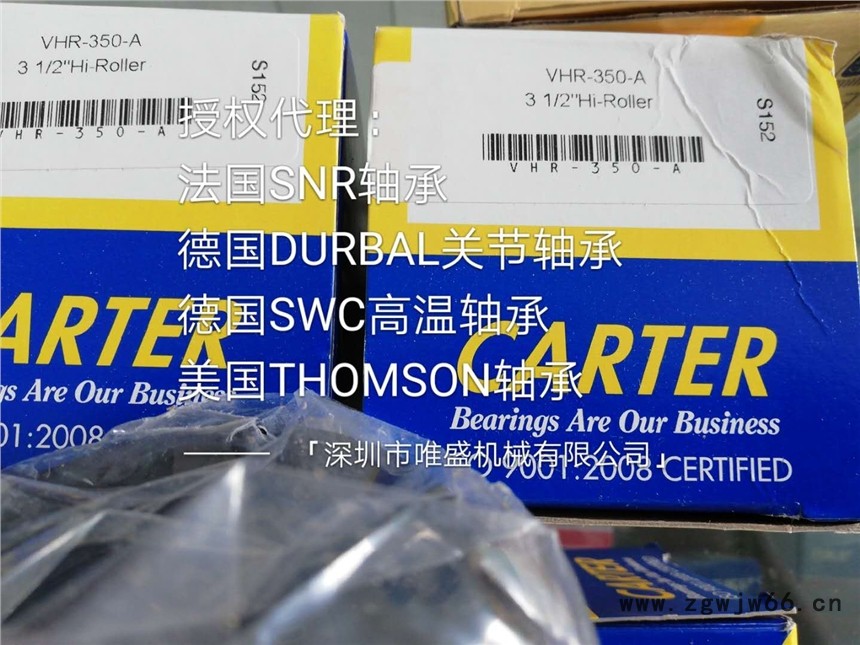 VHR-350-A
3 1/2"Hi-Roller
S152
VHR-350-A
VHR-350-A
3 1/2"Hi-Roller
S152
VHR-350-A
授权代理：
法国SNR轴承
德国DURBAL关节轴承
德国SWC高温轴承
美国THOMSON轴承
——「深圳市唯盛机械有限公司」
ARTER
gs Are Our Business
01:2008
CARTER
Bearings Are Our Business
9001:2008 CERTIFIED
CARTER
www.zgwjw66.cn